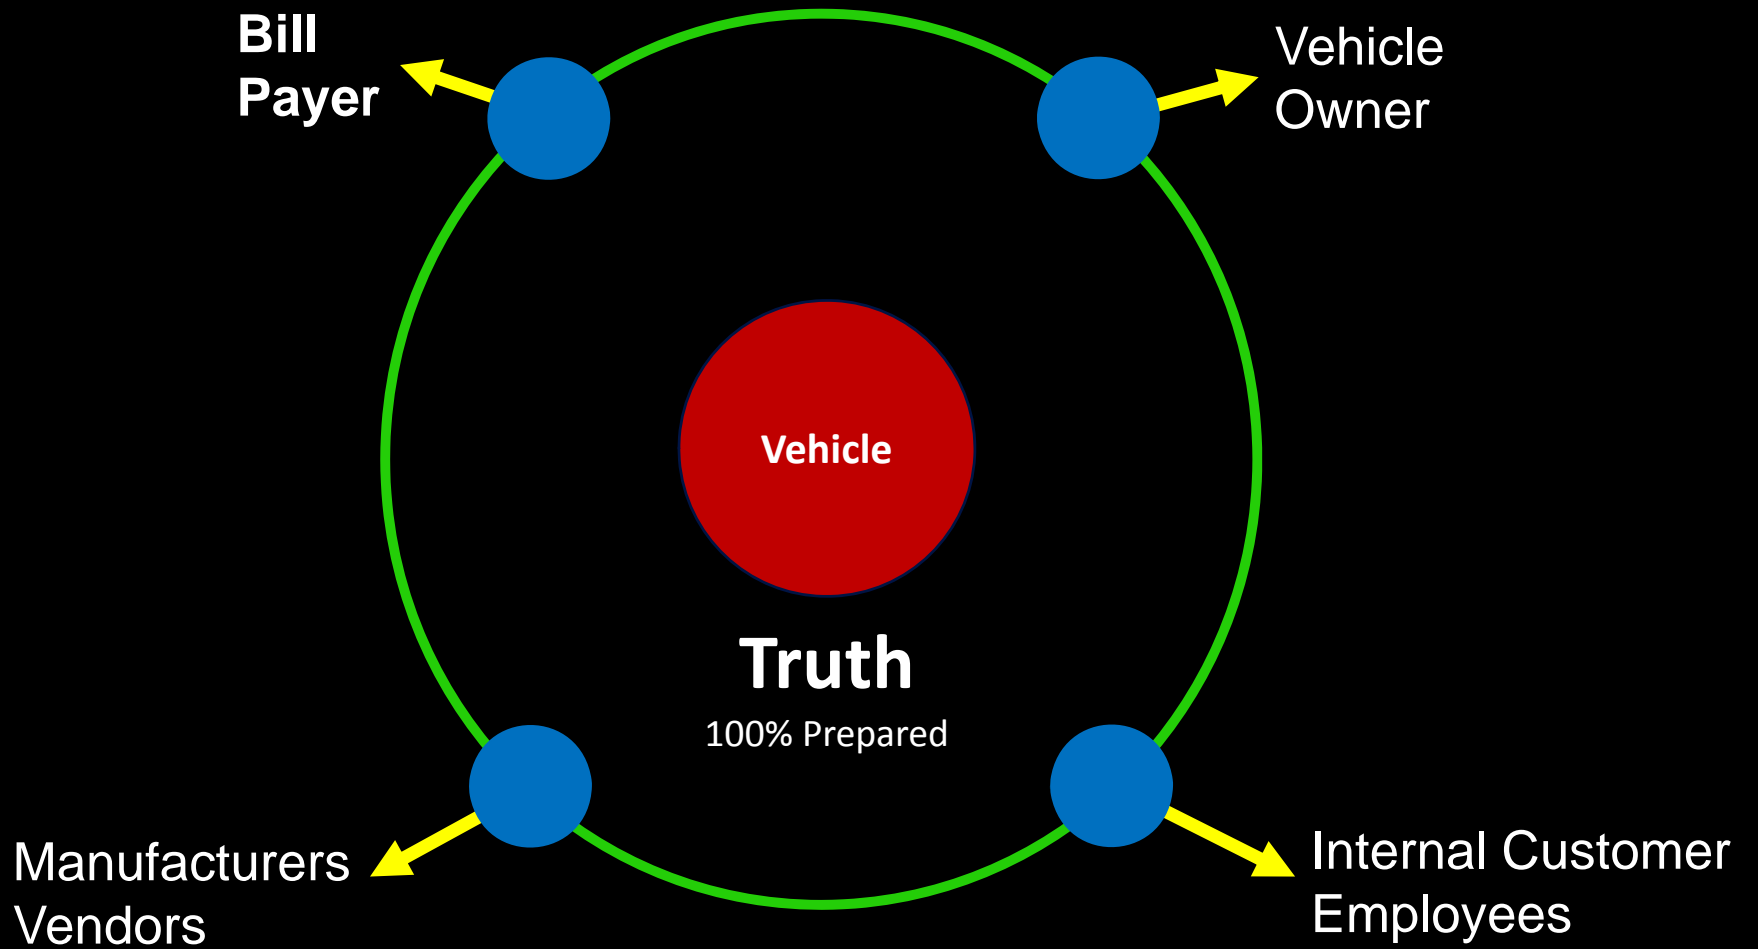 Bill
Payer
Vehicle
Owner
Vehicle
Truth
100% Prepared
Manufacturers
Vendors
Internal Customer
Employees